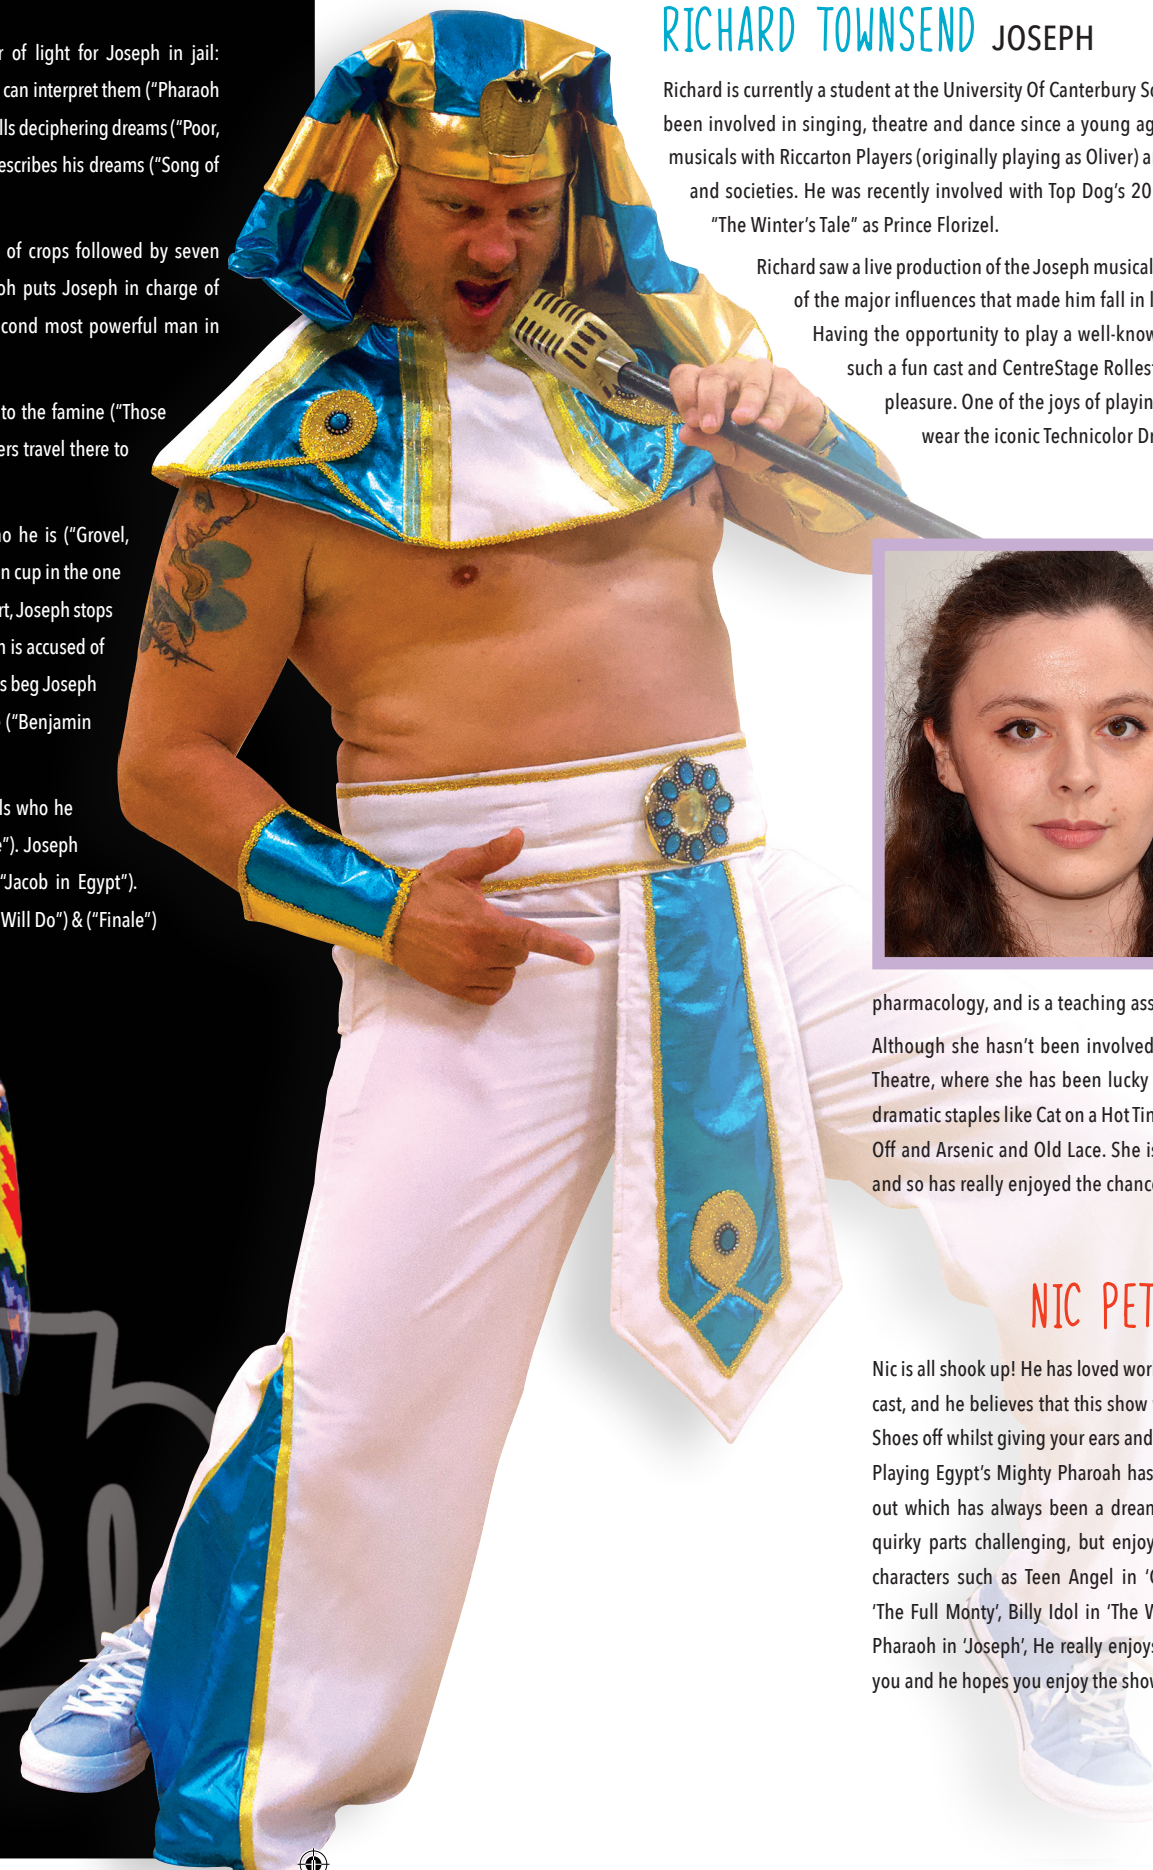 r of light for Joseph in jail:
can interpret them (“Pharaoh
lls deciphering dreams (“Poor,
escribes his dreams (“Song of
of crops followed by seven
oh puts Joseph in charge of
econd most powerful man in
to the famine (“Those
ers travel there to
ho he is (“Grovel,
n cup in the one
rt, Joseph stops
n is accused of
s beg Joseph
(“Benjamin
ls who he
e”). Joseph
“Jacob in Egypt”).
Will Do”) & (“Finale”)
RICHARD TOWNSEND JOSEPH
Richard is currently a student at the University Of Canterbury Sc
been involved in singing, theatre and dance since a young ag
musicals with Riccarton Players (originally playing as Oliver) a
and societies. He was recently involved with Top Dog’s 20
“The Winter’s Tale” as Prince Florizel.
Richard saw a live production of the Joseph musical
of the major influences that made him fall in l
Having the opportunity to play a well-know
such a fun cast and CentreStage Rollest
pleasure. One of the joys of playin
wear the iconic Technicolor Dr
pharmacology, and is a teaching ass
Although she hasn’t been involved
Theatre, where she has been lucky
dramatic staples like Cat on a Hot Tin
Off and Arsenic and Old Lace. She is
and so has really enjoyed the chance
NIC PET
Nic is all shook up! He has loved wor
cast, and he believes that this show
Shoes off whilst giving your ears and
Playing Egypt’s Mighty Pharoah has
out which has always been a dream
quirky parts challenging, but enjoy
characters such as Teen Angel in ‘G
‘The Full Monty’, Billy Idol in ‘The W
Pharaoh in ‘Joseph’, He really enjoys
you and he hopes you enjoy the show